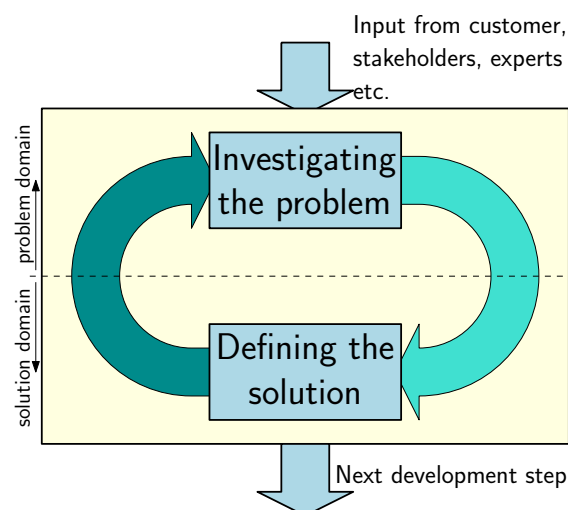 Input from customer,
stakeholders, experts
etc.
Investigating
the problem
problem domain
solution domain
Defining the
solution
Next development step